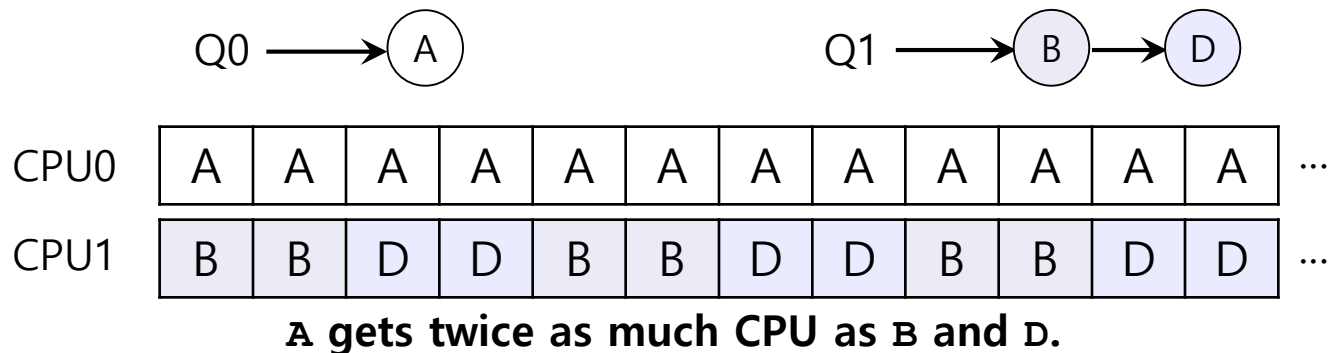 Q0 A Q1 B D
CPU0 A A A A A A A A A A A A ...
CPU1 B B D D B B D D B B D D ...
A gets twice as much CPU as B and D.